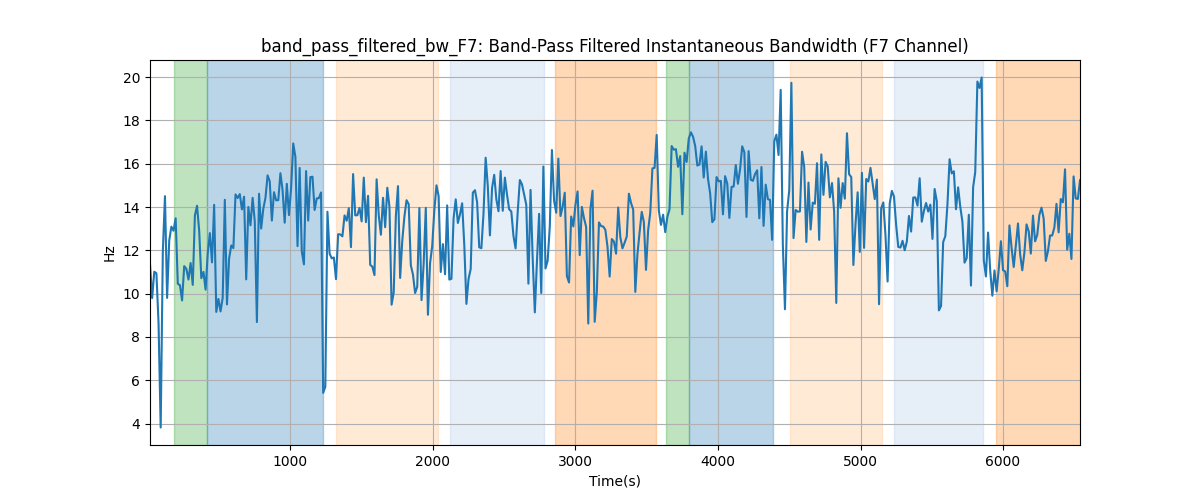 band_pass_filtered_bw_F7: Band-Pass Filtered Instantaneous Bandwidth (F7 Channel)
20
18
16
14
12
10
8
6
4
Hz
1000 2000 3000 4000 5000 6000
Time(s)